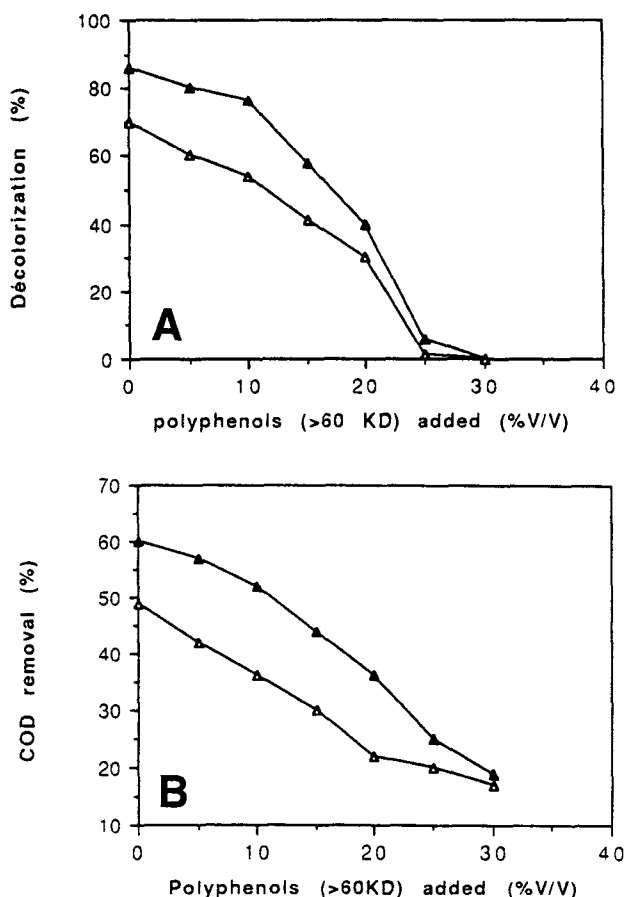 100
80
60
40
20
0
Décolorization (%)
A
0 10 20 30 40
polyphenols (>60 KD) added (%V/V)
70
60
50
40
30
20
10
COD removal (%)
B
0 10 20 30 40
Polyphenols (>60KD) added (%V/V)